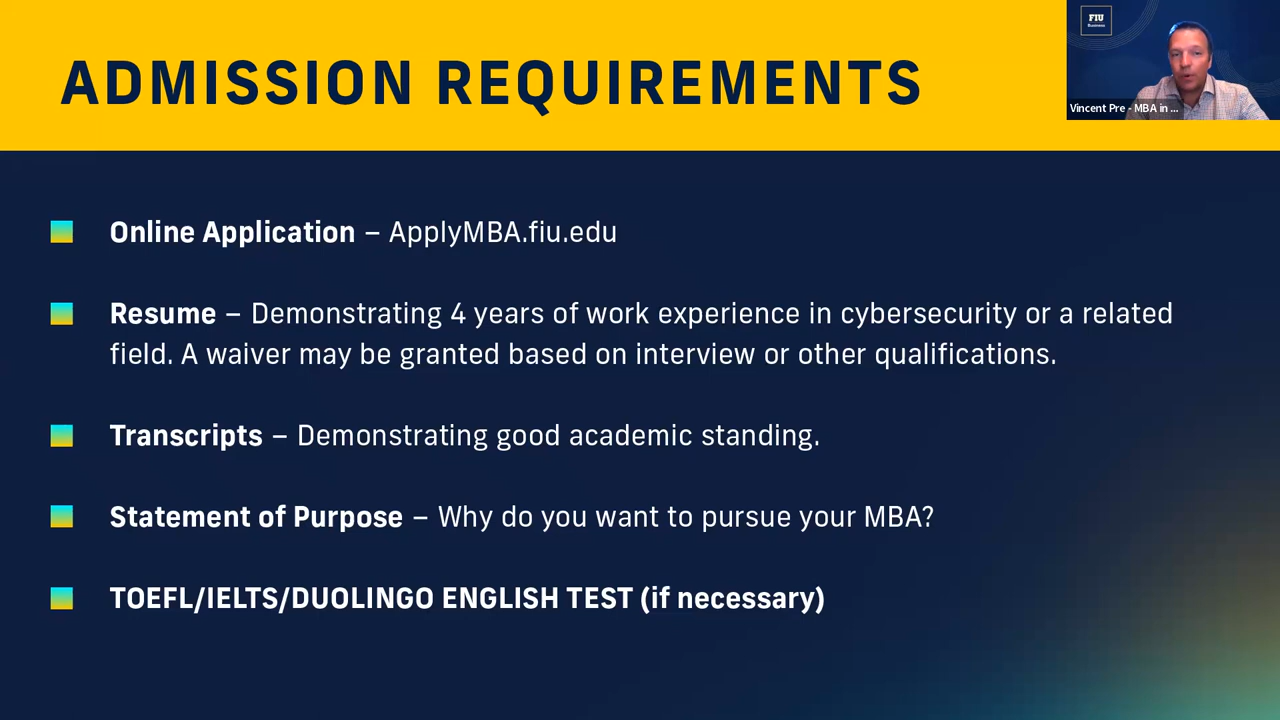 ADMISSION REQUIREMENTS
FIU
Business
Vincent Pre - MBA in ...
Online Application – ApplyMBA.fiu.edu
Resume – Demonstrating 4 years of work experience in cybersecurity or a related
field. A waiver may be granted based on interview or other qualifications.
Transcripts – Demonstrating good academic standing.
Statement of Purpose – Why do you want to pursue your MBA?
TOEFL/IELTS/DUOLINGO ENGLISH TEST (if necessary)